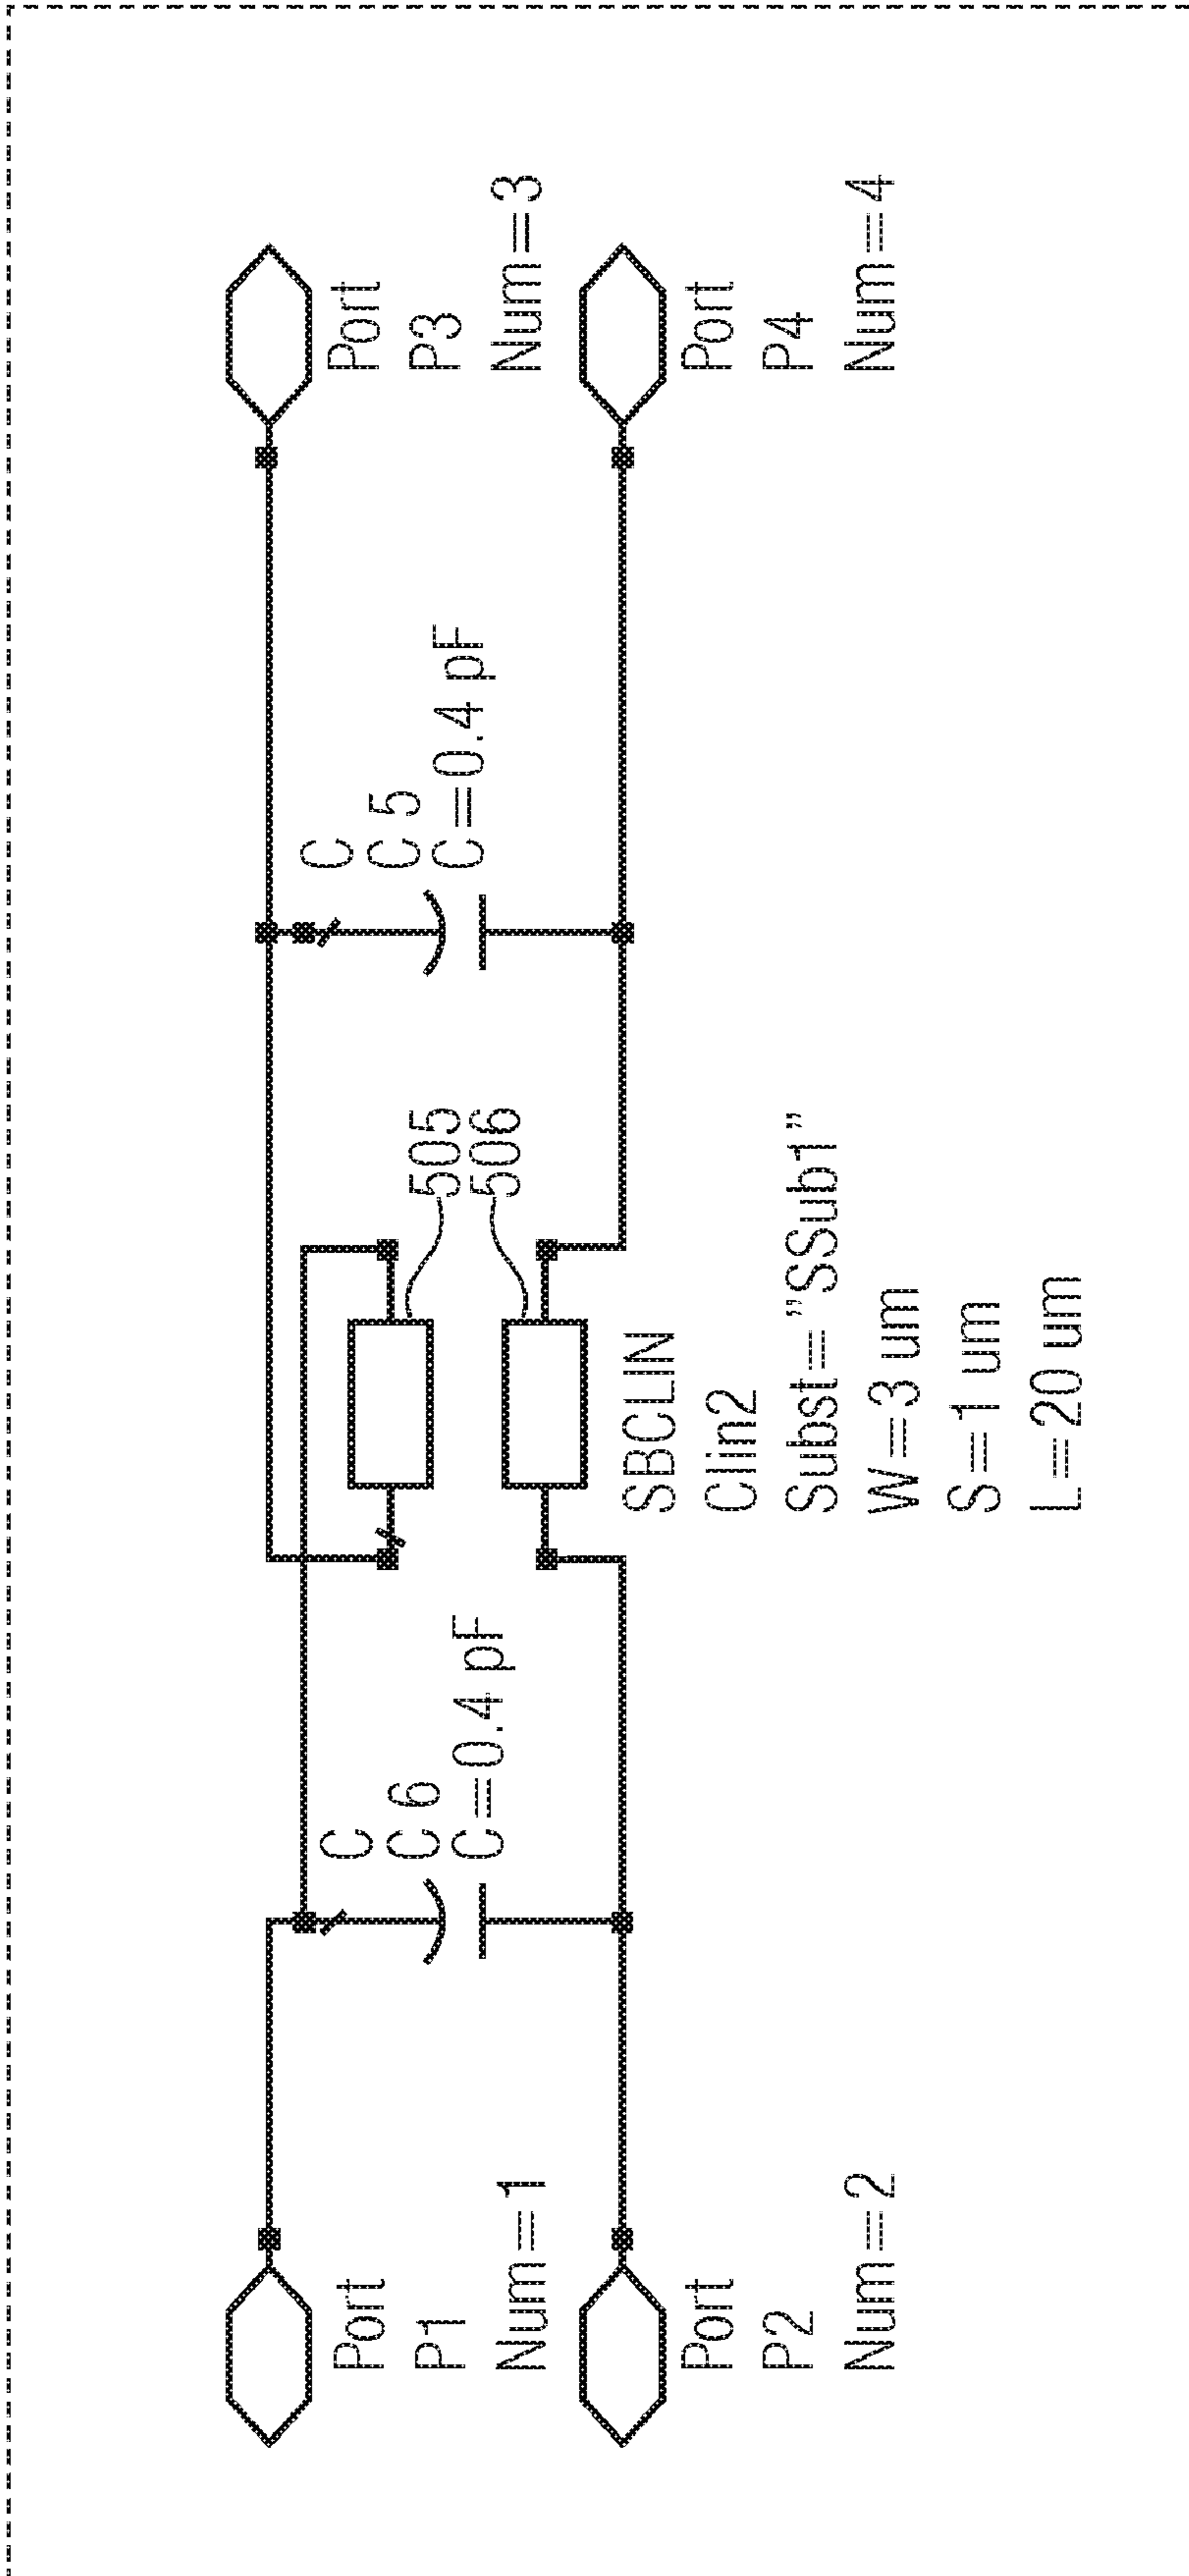 Port
P1
Num=1
Port
P2
Num=2
C
C6
C=0.4 pF
505
506
SBCLIN
Clin2
Subst="SSub1"
W=3 um
S=1 um
L=20 um
C
C5
C=0.4 pF
Port
P3
Num=3
Port
P4
Num=4